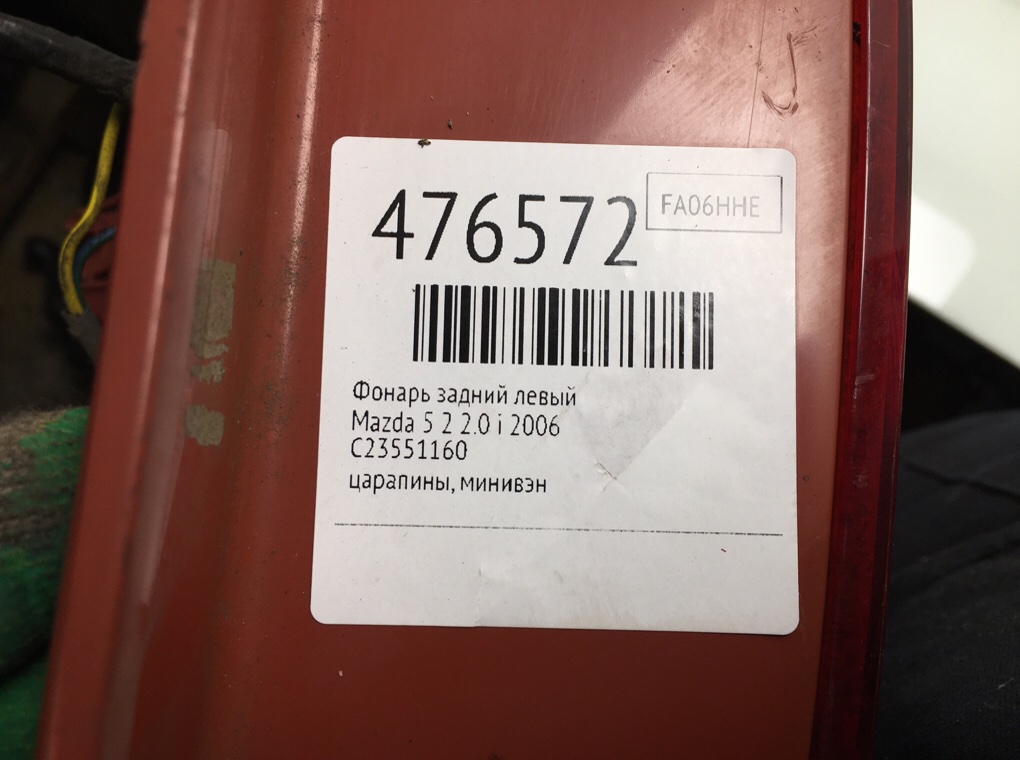 476572
FA06HHE
Фонарь задний левый
Mazda 5 2 2.0 i 2006
C23551160
царапины, минивэн